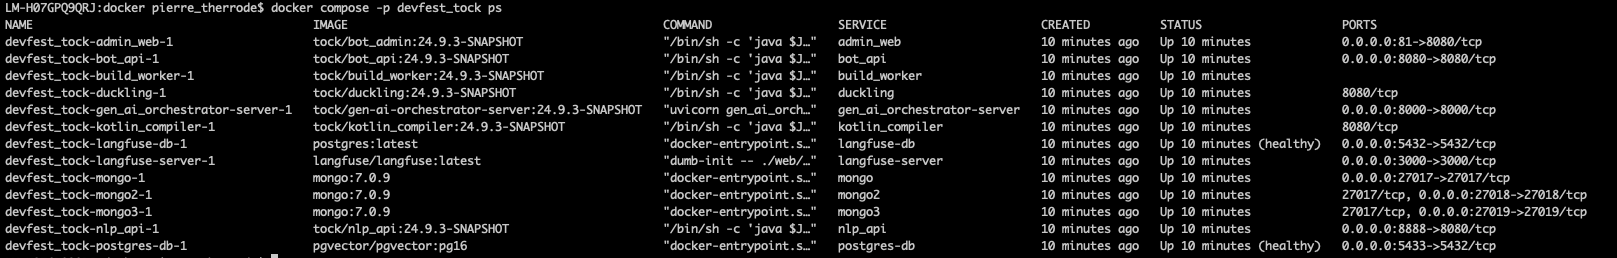 LM-H07GPQ9QRJ:docker pierre_therrode$ docker compose -p devfest_tock ps
NAME IMAGE COMMAND SERVICE CREATED STATUS PORTS
devfest_tock-admin_web-1 tock/bot_admin:24.9.3-SNAPSHOT "/bin/sh -c 'java $J…" admin_web 10 minutes ago Up 10 minutes 0.0.0.0:81->8080/tcp
devfest_tock-bot_api-1 tock/bot_api:24.9.3-SNAPSHOT "/bin/sh -c 'java $J…" bot_api 10 minutes ago Up 10 minutes 0.0.0.0:8080->8080/tcp
devfest_tock-build_worker-1 tock/build_worker:24.9.3-SNAPSHOT "/bin/sh -c 'java $J…" build_worker 10 minutes ago Up 10 minutes
devfest_tock-duckling-1 tock/duckling:24.9.3-SNAPSHOT "/bin/sh -c 'java $J…" duckling 10 minutes ago Up 10 minutes 8080/tcp
devfest_tock-gen_ai_orchestrator-server-1 tock/gen-ai-orchestrator-server:24.9.3-SNAPSHOT "uvicorn gen_ai_orch…" gen_ai_orchestrator-server 10 minutes ago Up 10 minutes 0.0.0.0:8000->8000/tcp
devfest_tock-kotlin_compiler-1 tock/kotlin_compiler:24.9.3-SNAPSHOT "/bin/sh -c 'java $J…" kotlin_compiler 10 minutes ago Up 10 minutes 8080/tcp
devfest_tock-langfuse-db-1 postgres:latest "docker-entrypoint.s…" langfuse-db 10 minutes ago Up 10 minutes (healthy) 0.0.0.0:5432->5432/tcp
devfest_tock-langfuse-server-1 langfuse/langfuse:latest "dumb-init -- ./web/…" langfuse-server 10 minutes ago Up 10 minutes 0.0.0.0:3000->3000/tcp
devfest_tock-mongo-1 mongo:7.0.9 "docker-entrypoint.s…" mongo 10 minutes ago Up 10 minutes 0.0.0.0:27017->27017/tcp
devfest_tock-mongo2-1 mongo:7.0.9 "docker-entrypoint.s…" mongo2 10 minutes ago Up 10 minutes 27017/tcp, 0.0.0.0:27018->27018/tcp
devfest_tock-mongo3-1 mongo:7.0.9 "docker-entrypoint.s…" mongo3 10 minutes ago Up 10 minutes 27017/tcp, 0.0.0.0:27019->27019/tcp
devfest_tock-nlp_api-1 tock/nlp_api:24.9.3-SNAPSHOT "/bin/sh -c 'java $J…" nlp_api 10 minutes ago Up 10 minutes 0.0.0.0:8888->8080/tcp
devfest_tock-postgres-db-1 pgvector/pgvector:pg16 "docker-entrypoint.s…" postgres-db 10 minutes ago Up 10 minutes (healthy) 0.0.0.0:5433->5432/tcp